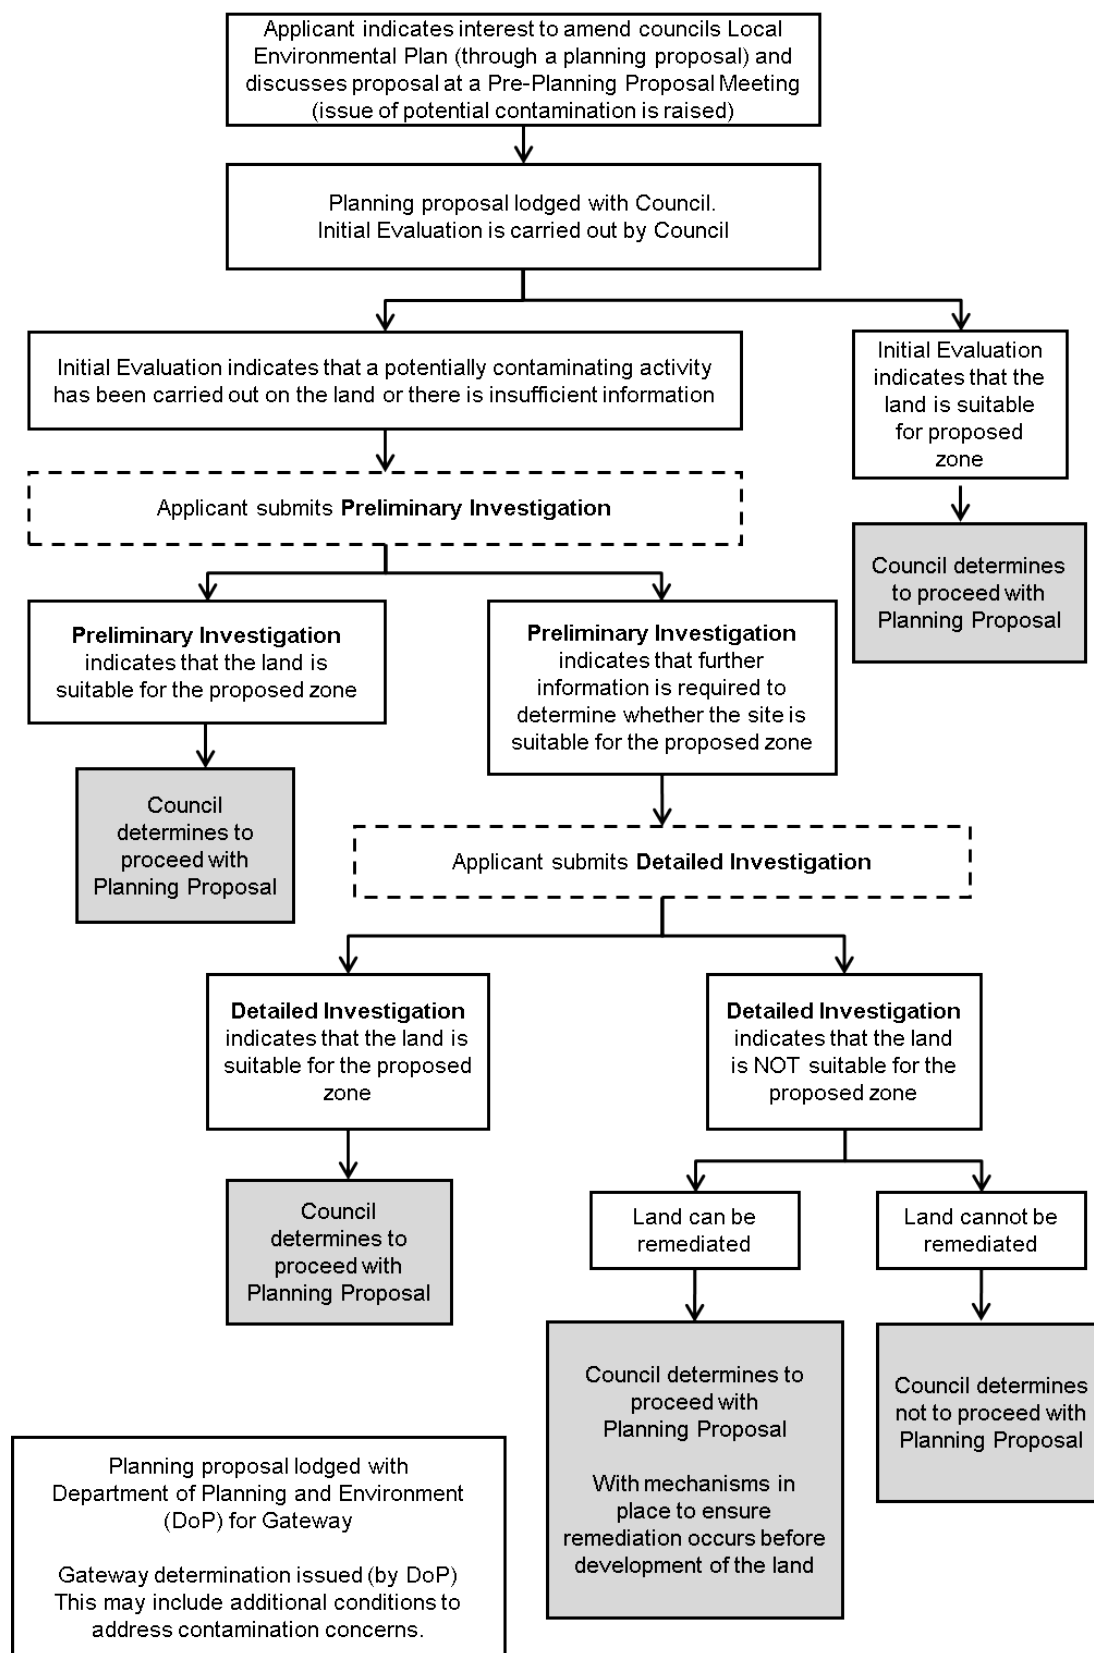 Applicant indicates interest to amend councils Local
Environmental Plan (through a planning proposal) and
discusses proposal at a Pre-Planning Proposal Meeting
(issue of potential contamination is raised)
Planning proposal lodged with Council.
Initial Evaluation is carried out by Council
Initial Evaluation indicates that a potentially contaminating activity
has been carried out on the land or there is insufficient information
Initial Evaluation
indicates that the
land is suitable
for proposed
zone
Applicant submits Preliminary Investigation
Council determines
to proceed with
Planning Proposal
Preliminary Investigation
indicates that the land is
suitable for the proposed zone
Preliminary Investigation
indicates that further
information is required to
determine whether the site is
suitable for the proposed zone
Council
determines to
proceed with
Planning Proposal
Applicant submits Detailed Investigation
Detailed Investigation
indicates that the land is
suitable for the proposed
zone
Detailed Investigation
indicates that the land
is NOT suitable for the
proposed zone
Council
determines to
proceed with
Planning Proposal
Land can be
remediated
Land cannot be
remediated
Council determines to
proceed with
Planning Proposal
With mechanisms in
place to ensure
remediation occurs before
development of the land
Council determines
not to proceed with
Planning Proposal
Planning proposal lodged with
Department of Planning and Environment
(DoP) for Gateway
Gateway determination issued (by DoP)
This may include additional conditions to
address contamination concerns.